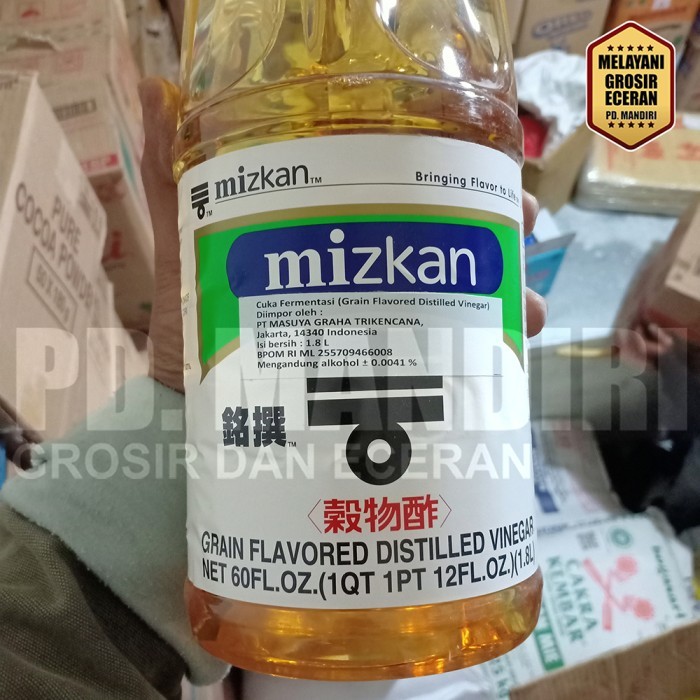 MELAYANI
GROSIR
ECERAN
PD. MANDIRI
mizkan™
Bringing Flavor to Life
mizkan
Cuka Fermentasi (Grain Flavored Distilled Vinegar)
Diimpor oleh :
PT MASUYA GRAHA TRIKENCANA,
Jakarta, 14340 Indonesia
Isi bersih : 1.8 L
BPOM RI ML 255709466008
Mengandung alkohol ± 0.0041 %
PD. MANDIRI
GROSIR DAN ECERAN
銘撰™
〈穀物酢〉
GRAIN FLAVORED DISTILLED VINEGAR
NET 60FL.OZ.(1QT 1PT 12FL.OZ.)(1.8L)
PURE
COCOA POWDER
CAKRA
KEMBAR